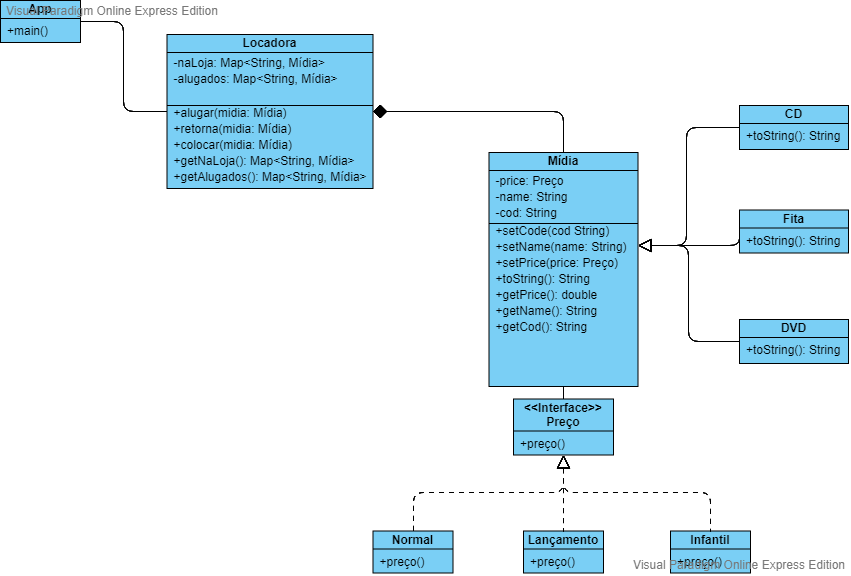 Visual Paradigm Online Express Edition
App
+main()
Locadora
-naLoja: Map<String, Mídia>
-alugados: Map<String, Mídia>
+alugar(midia: Mídia)
+retorna(midia: Mídia)
+colocar(midia: Mídia)
+getNaLoja(): Map<String, Mídia>
+getAlugados(): Map<String, Mídia>
Mídia
-price: Preço
-name: String
-cod: String
+setCode(cod String)
+setName(name: String)
+setPrice(price: Preço)
+toString(): String
+getPrice(): double
+getName(): String
+getCod(): String
CD
+toString(): String
Fita
+toString(): String
DVD
+toString(): String
<<Interface>>
Preço
+preço()
Normal
+preço()
Lançamento
+preço()
Infantil
+preço()
Visual Paradigm Online Express Edition